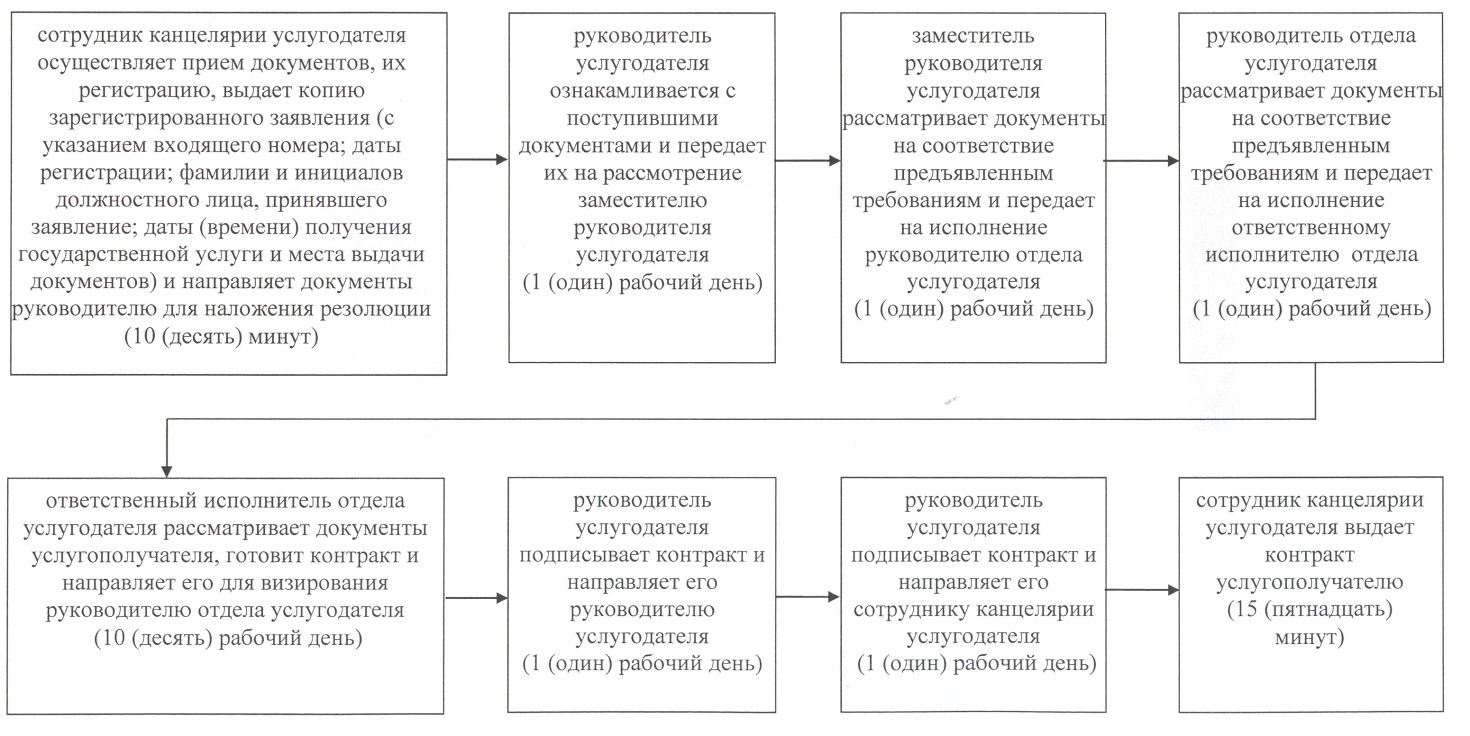 сотрудник канцелярии услугодателя
осуществляет прием документов, их
регистрацию, выдает копию
зарегистрированного заявления (с
указанием входящего номера; даты
регистрации; фамилии и инициалов
должностного лица, принявшего
заявление; даты (времени) получения
государственной услуги и места выдачи
документов) и направляет документы
руководителю для наложения резолюции
(10 (десять) минут)
руководитель
услугодателя
ознакамливается с
поступившими
документами и передает
их на рассмотрение
заместителю
руководителя
услугодателя
(1 (один) рабочий день)
заместитель
руководителя
услугодателя
рассматривает документы
на соответствие
предъявленным
требованиям и передает
на исполнение
руководителю отдела
услугодателя
(1 (один) рабочий день)
руководитель отдела
услугодателя
рассматривает документы
на соответствие
предъявленным
требованиям и передает
на исполнение
ответственному
исполнителю отдела
услугодателя
(1 (один) рабочий день)
ответственный исполнитель отдела
услугодателя рассматривает документы
услугополучателя, готовит контракт и
направляет его для визирования
руководителю отдела услугодателя
(10 (десять) рабочий день)
руководитель
услугодателя
подписывает контракт и
направляет его
руководителю
услугодателя
(1 (один) рабочий день)
руководитель
услугодателя
подписывает контракт и
направляет его
сотруднику канцелярии
услугодателя
(1 (один) рабочий день)
сотрудник канцелярии
услугодателя выдает
контракт
услугополучателю
(15 (пятнадцать)
минут)